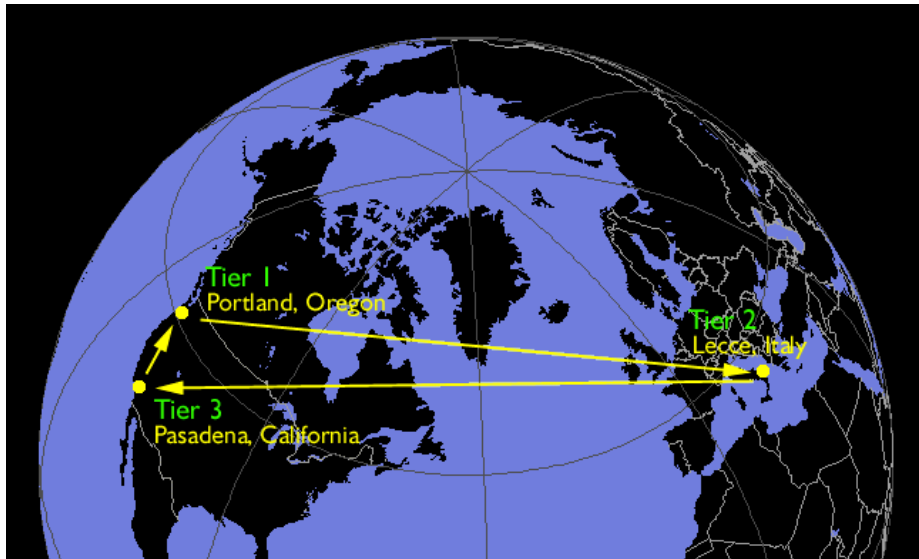 Tier 1
Portland, Oregon
Tier 2
Lecce, Italy
Tier 3
Pasadena, California